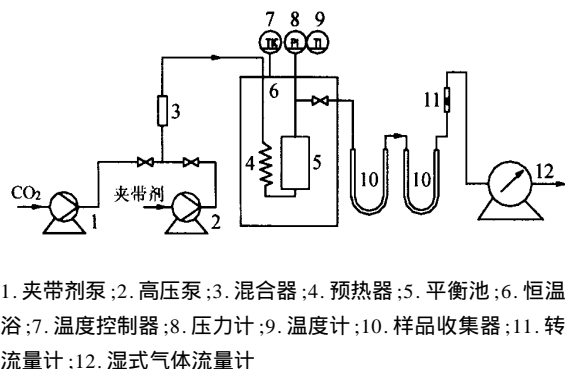 7 8 9
TIC PI TI
6
3
11
4 5
10 10
12
CO₂
夹带剂
1
2
1. 夹带剂泵;2. 高压泵;3. 混合器;4. 预热器;5. 平衡池;6. 恒温
浴;7. 温度控制器;8. 压力计;9. 温度计;10. 样品收集器;11. 转
流量计;12. 湿式气体流量计